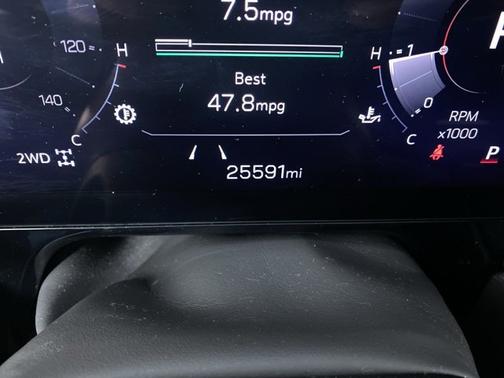 7.5mpg
120 H H 1
Best
140 47.8mpg 0
C C RPM
x1000
2WD 25591mi P